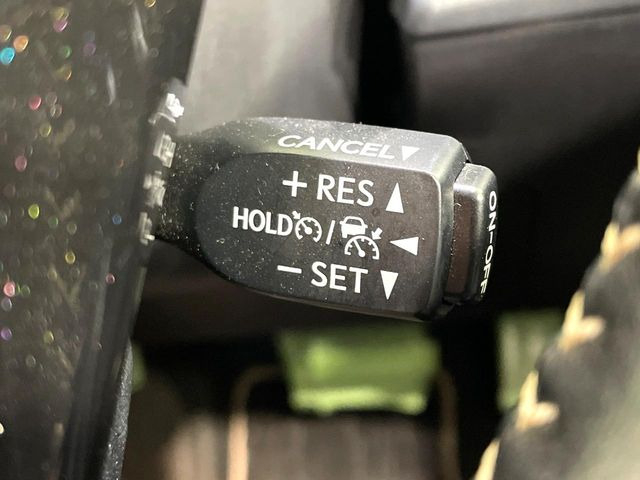 CANCEL▼
+ RES ▲
HOLD / ◀
− SET ▼
ON-OFF